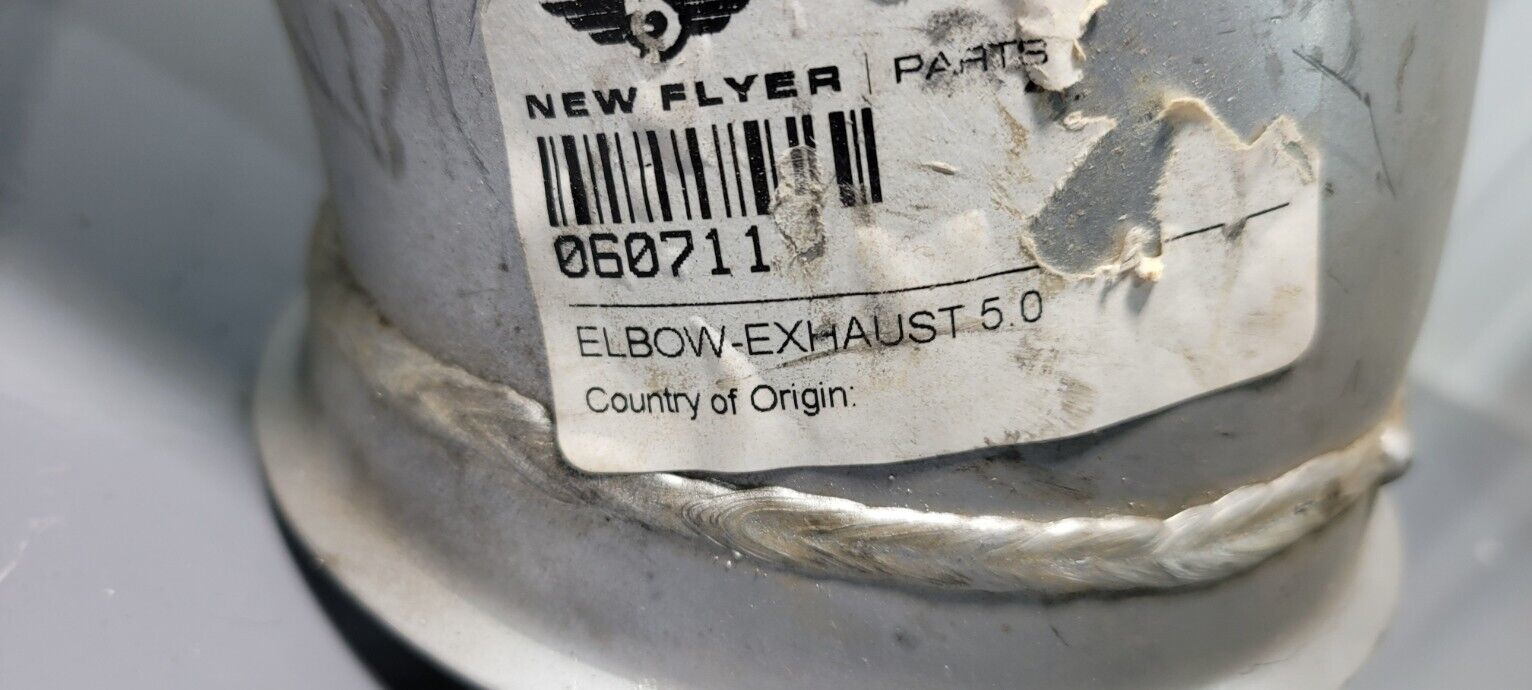 NEW FLYER | PARTS
060711
ELBOW-EXHAUST 5.0
Country of Origin: